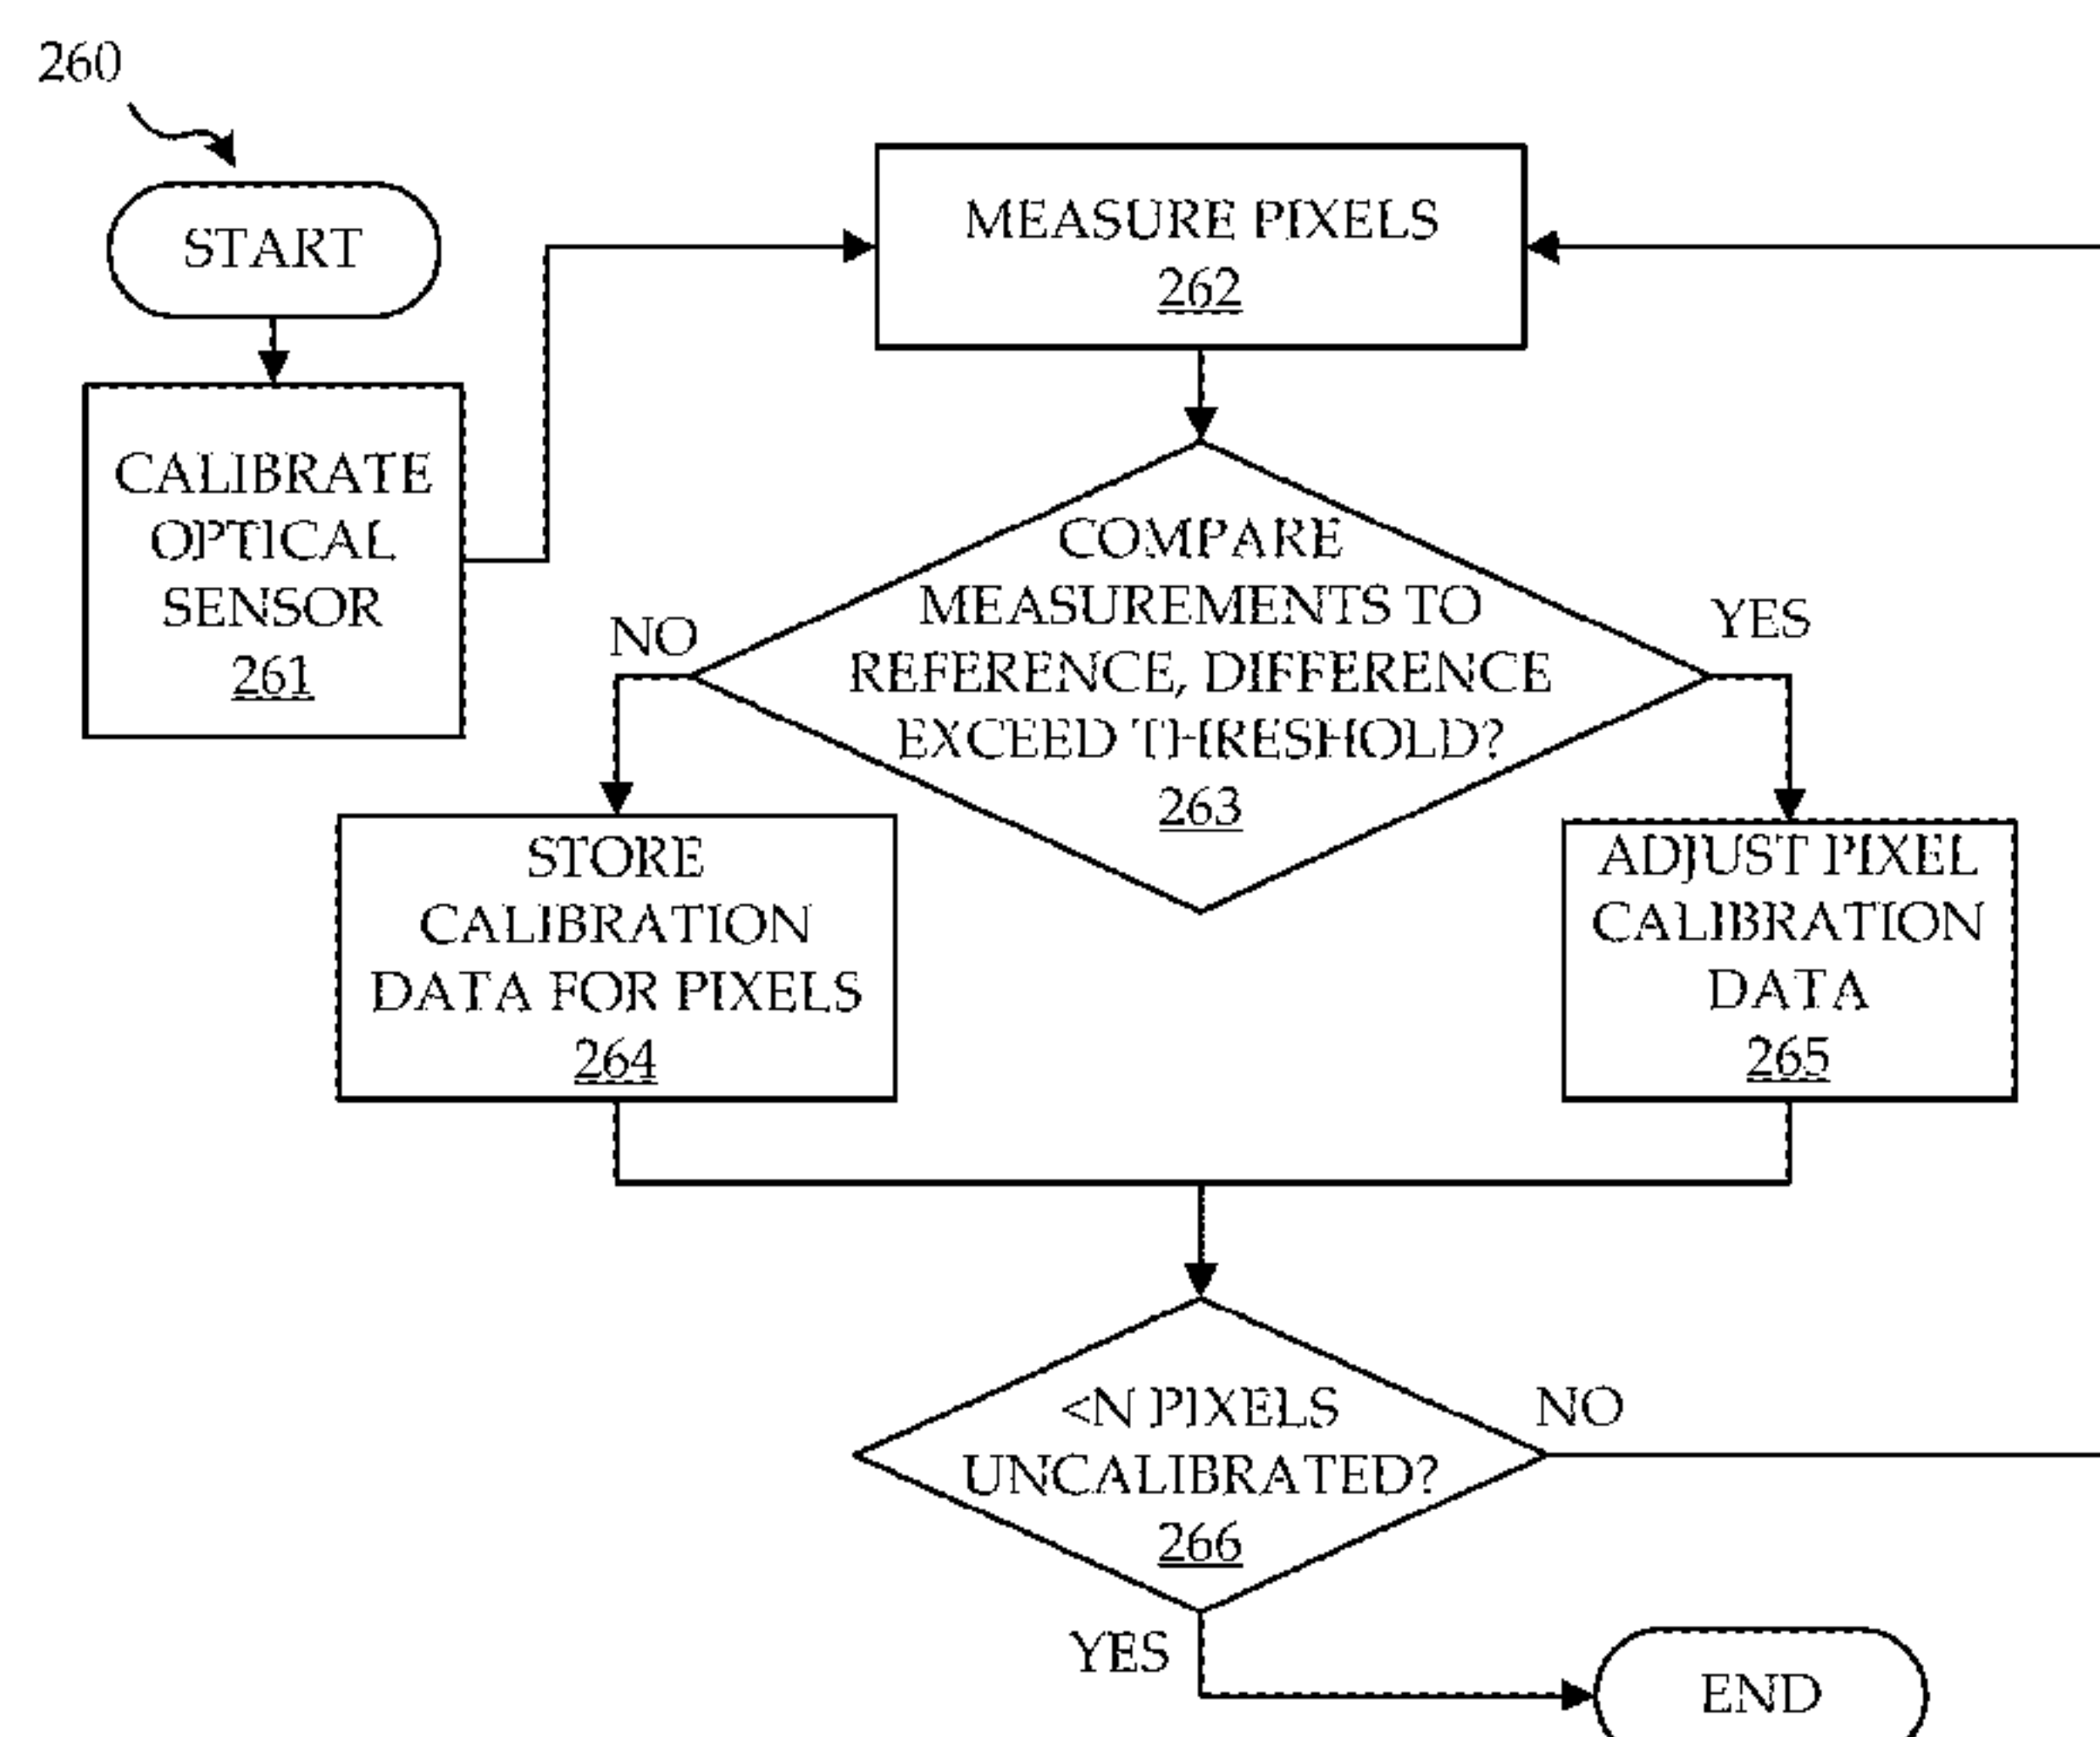 260
START
CALIBRATE
OPTICAL
SENSOR
261
MEASURE PIXELS
262
COMPARE
MEASUREMENTS TO
REFERENCE, DIFFERENCE
EXCEED THRESHOLD?
263
NO
YES
STORE
CALIBRATION
DATA FOR PIXELS
264
ADJUST PIXEL
CALIBRATION
DATA
265
<N PIXELS
UNCALIBRATED?
266
NO
YES
END